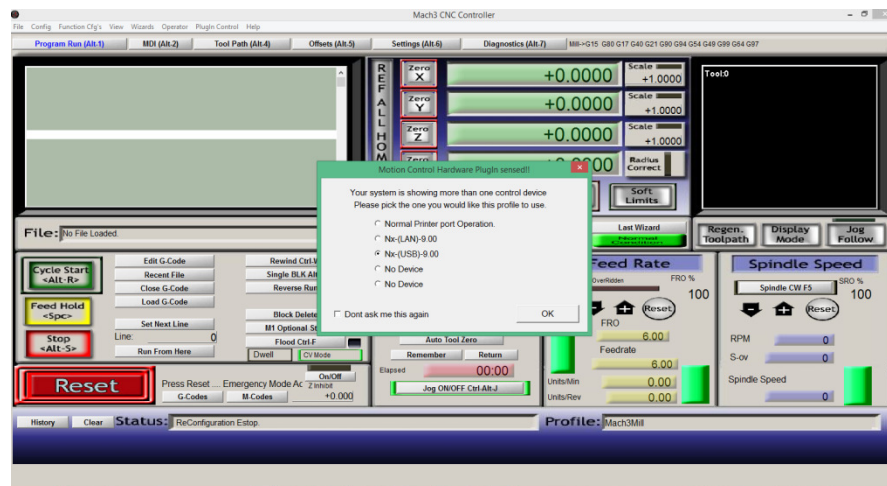 Mach3 CNC Controller
File Config Function Cfg's View Wizards Operator PlugIn Control Help
Program Run (Alt-1) MDI (Alt.2) Tool Path (Alt.4) Offsets (Alt.5) Settings (Alt.6) Diagnostics (Alt.7) Mill->G15 G80 G17 G40 G21 G90 G94 G54 G49 G99 G64 G97
REF ALL HOM
Zero X +0.0000 Scale +1.0000
Tool:0
Zero Y +0.0000 Scale +1.0000
Zero Z +0.0000 Scale +1.0000
Zero Radius Correct
Soft Limits
Motion Control Hardware PlugIn sensed!!
Your system is showing more than one control device
Please pick the one you would like this profile to use.
Normal Printer port Operation.
Nx-(LAN)-9.00
Nx-(USB)-9.00
No Device
No Device
Dont ask me this again OK
File: No File Loaded. Last Wizard Regen. Toolpath Display Mode Jog Follow
Normal Condition
Cycle Start <Alt-R>
Feed Hold <Spc>
Stop <Alt-S>
Edit G-Code Rewind Ctrl-W
Recent File Single BLK Alt
Close G-Code Reverse Run
Load G-Code
Block Delete
Set Next Line M1 Optional St
Line: 0 Flood Ctrl-F
Run From Here Dwell CV Mode
Auto Tool Zero
Remember Return
Elapsed 00:00
Jog ON/OFF Ctrl-Alt-J
Feed Rate
OverRidden FRO %
100
Reset
FRO
6.00
Feedrate
6.00
Units/Min 0.00
Units/Rev 0.00
Spindle Speed
Spindle CW F5 SRO %
100
Reset
RPM 0
S-ov 0
Spindle Speed
0
Reset Press Reset.... Emergency Mode Ac On/Off
Z Inhibit
G-Codes M-Codes +0.000
History Clear Status: ReConfiguration Estop. Profile: Mach3Mill